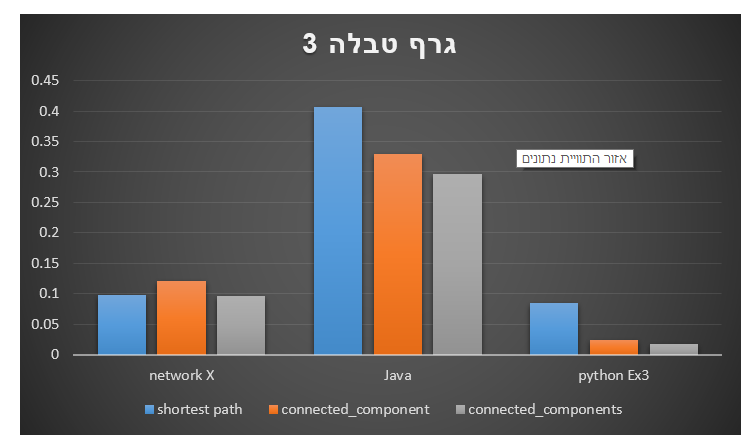 גרף טבלה 3
0.45
0.4
0.35
0.3
0.25
0.2
0.15
0.1
0.05
0
אזור התוויית נתונים
network X
Java
python Ex3
shortest path
connected_component
connected_components